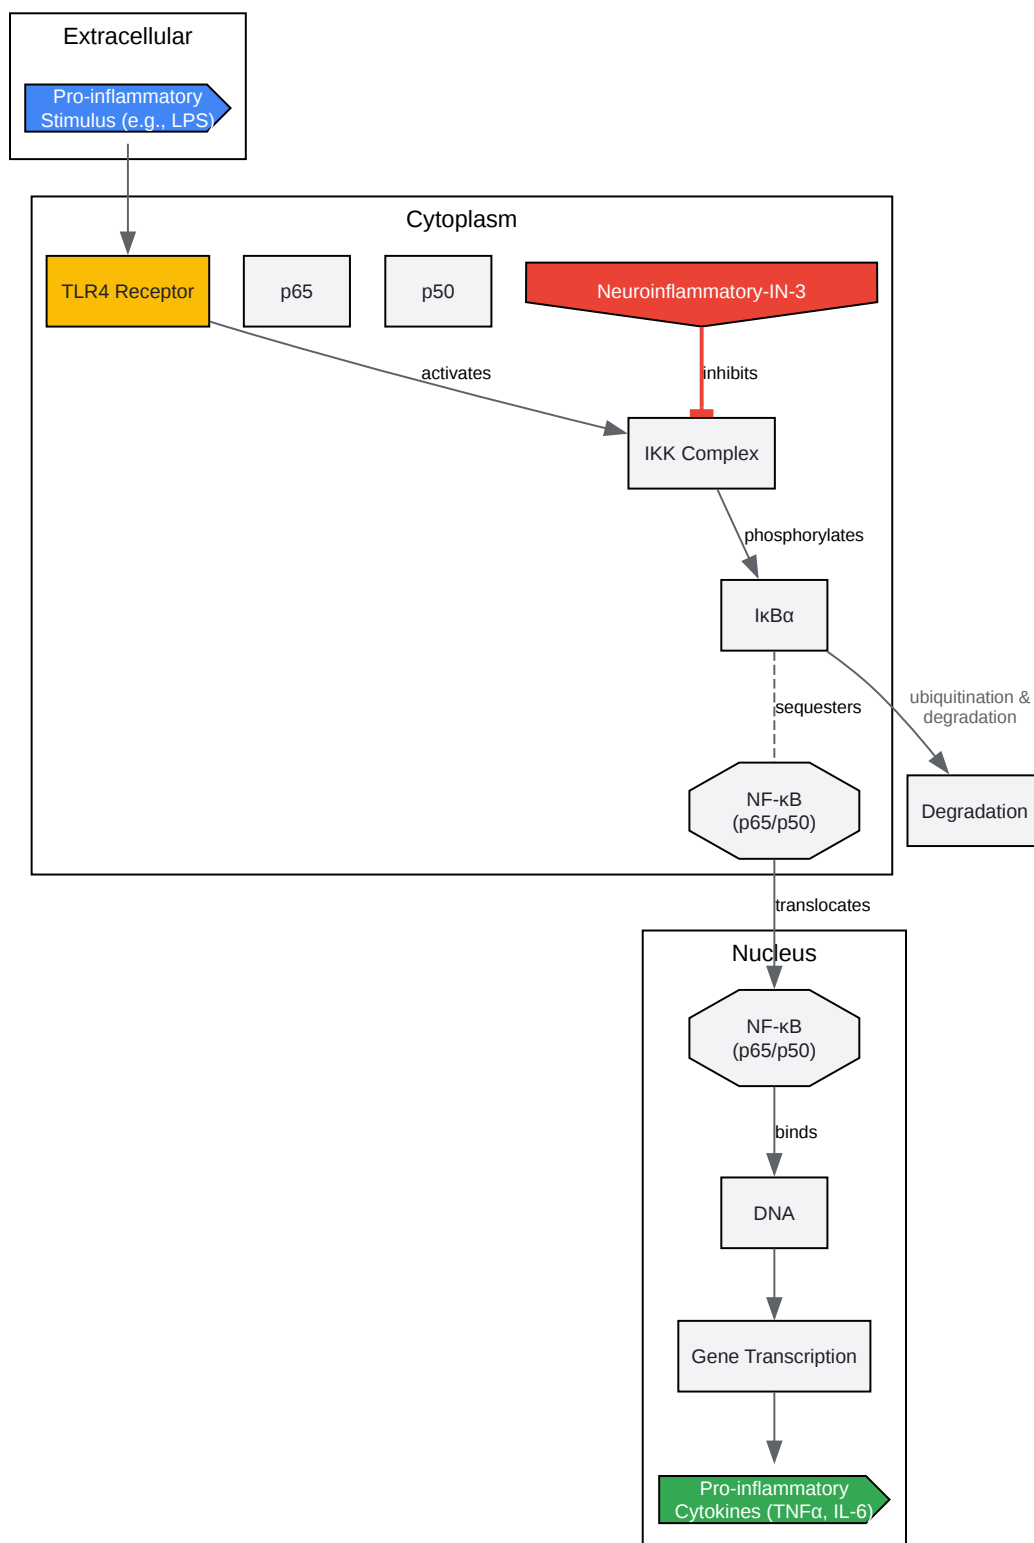 Extracellular
Pro-inflammatory
Stimulus (e.g., LPS)
Cytoplasm
TLR4 Receptor
p65
p50
Neuroinflammatory-IN-3
activates
inhibits
IKK Complex
phosphorylates
IκBα
sequesters
ubiquitination &
degradation
NF-κB
(p65/p50)
Degradation
translocates
Nucleus
NF-κB
(p65/p50)
binds
DNA
Gene Transcription
Pro-inflammatory
Cytokines (TNFα, IL-6)